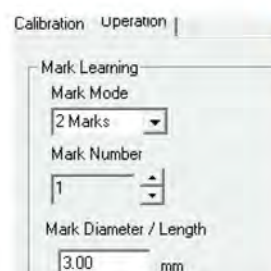 Calibration Operation
Mark Learning
Mark Mode
2 Marks
Mark Number
1
Mark Diameter / Length
3.00 mm